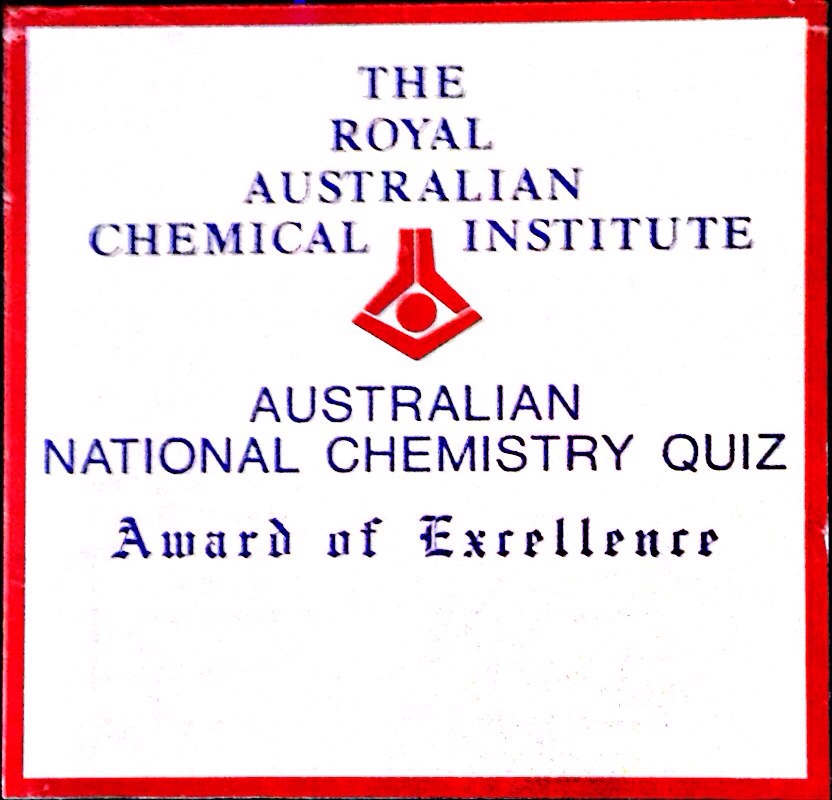 THE
ROYAL
AUSTRALIAN
CHEMICAL INSTITUTE
AUSTRALIAN
NATIONAL CHEMISTRY QUIZ
Award of Excellence